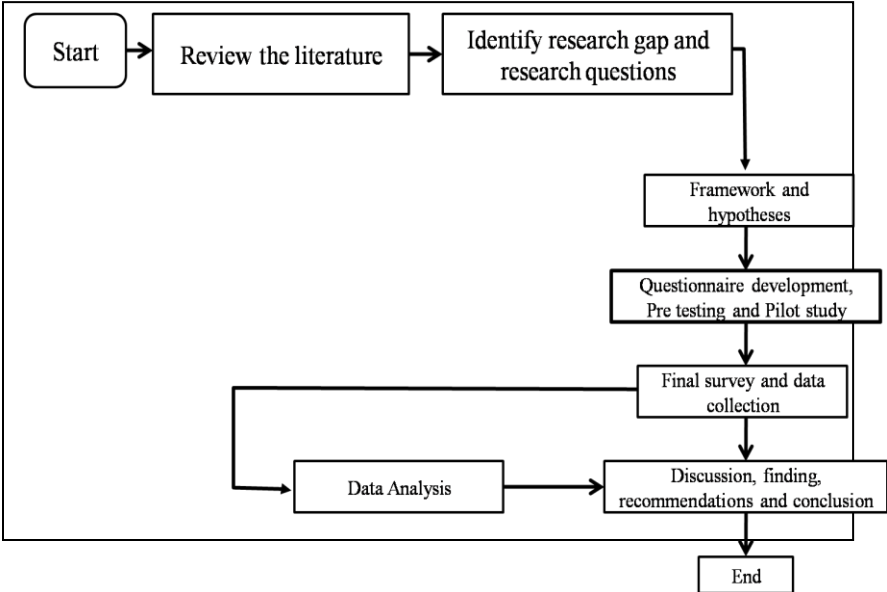 Start
Review the literature
Identify research gap and
research questions
Framework and
hypotheses
Questionnaire development,
Pre testing and Pilot study
Final survey and data
collection
Data Analysis
Discussion, finding,
recommendations and conclusion
End